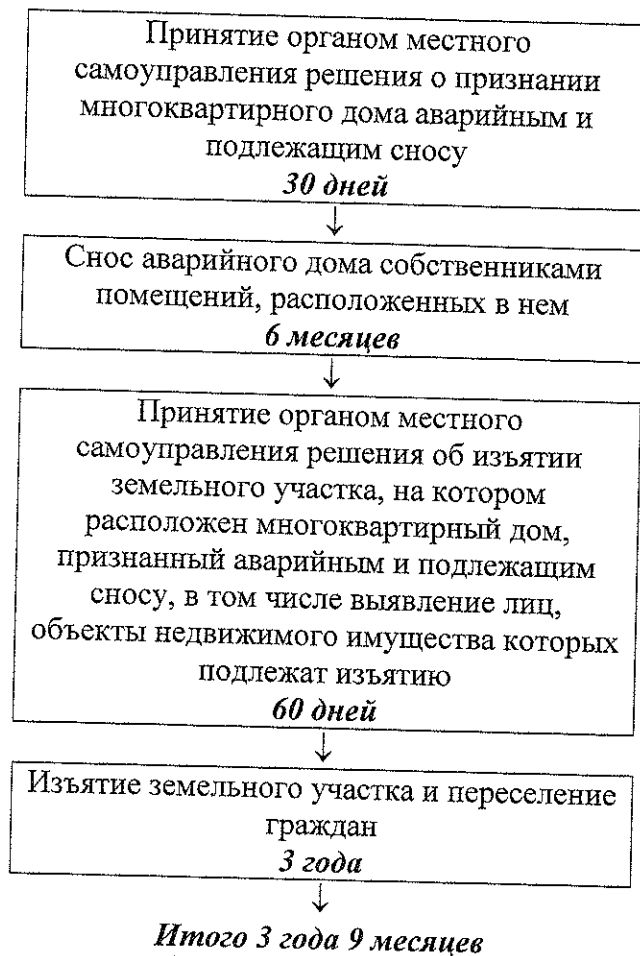 Принятие органом местного
самоуправления решения о признании
многоквартирного дома аварийным и
подлежащим сносу
30 дней
↓
Снос аварийного дома собственниками
помещений, расположенных в нем
6 месяцев
↓
Принятие органом местного
самоуправления решения об изъятии
земельного участка, на котором
расположен многоквартирный дом,
признанный аварийным и подлежащим
сносу, в том числе выявление лиц,
объекты недвижимого имущества которых
подлежат изъятию
60 дней
↓
Изъятие земельного участка и переселение
граждан
3 года
↓
Итого 3 года 9 месяцев